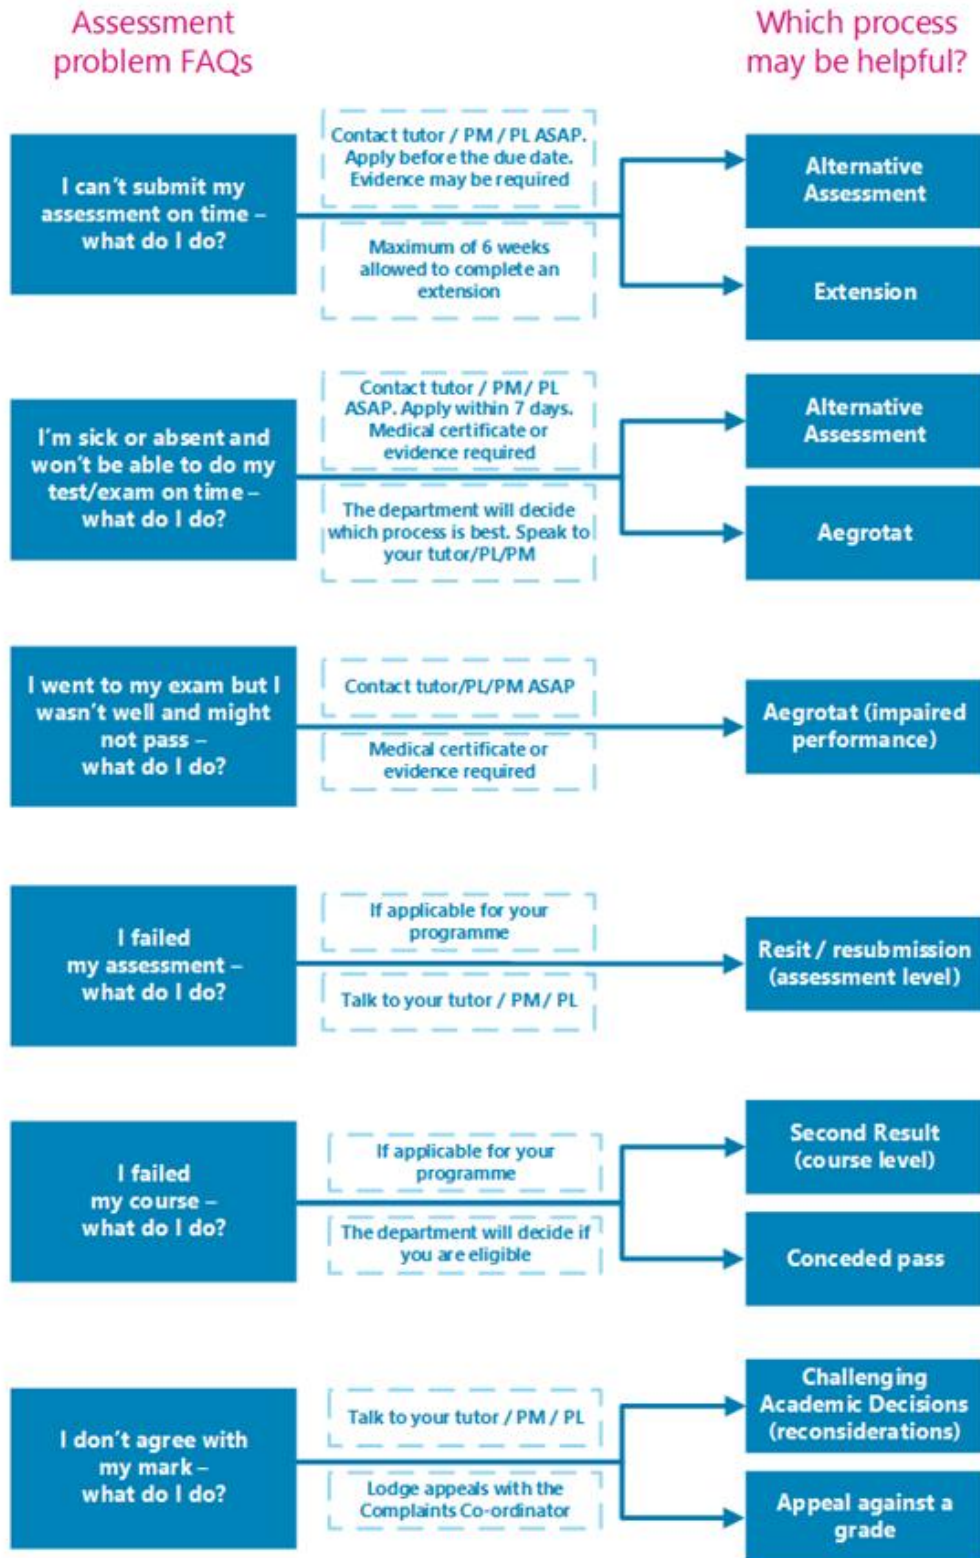 Assessment
problem FAQs
Which process
may be helpful?
I can't submit my
assessment on time –
what do I do?
Contact tutor / PM / PL ASAP.
Apply before the due date.
Evidence may be required
Maximum of 6 weeks
allowed to complete an
extension
Alternative
Assessment
Extension
I'm sick or absent and
won't be able to do my
test/exam on time –
what do I do?
Contact tutor / PM/ PL
ASAP. Apply within 7 days.
Medical certificate or
evidence required
The department will decide
which process is best. Speak to
your tutor/PL/PM
Alternative
Assessment
Aegrotat
I went to my exam but I
wasn't well and might
not pass –
what do I do?
Contact tutor/PL/PM ASAP
Medical certificate or
evidence required
Aegrotat (impaired
performance)
I failed
my assessment –
what do I do?
If applicable for your
programme
Talk to your tutor / PM/ PL
Resit / resubmission
(assessment level)
I failed
my course –
what do I do?
If applicable for your
programme
The department will decide if
you are eligible
Second Result
(course level)
Conceded pass
I don't agree with
my mark –
what do I do?
Talk to your tutor / PM / PL
Lodge appeals with the
Complaints Co-ordinator
Challenging
Academic Decisions
(reconsiderations)
Appeal against a
grade